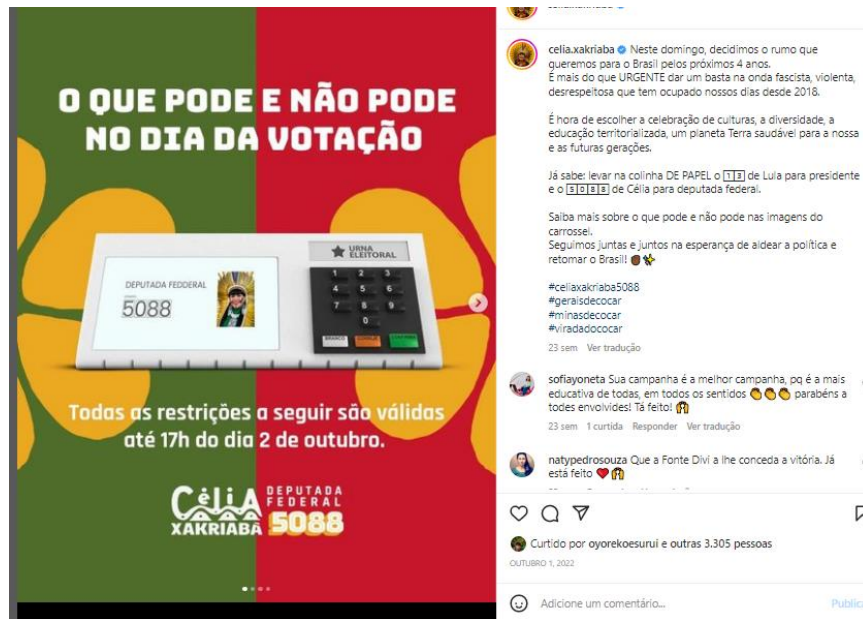 O QUE PODE E NÃO PODE
NO DIA DA VOTAÇÃO
URNA
ELEITORAL
DEPUTADA FEDDERAL
5088
1 2 3
4 5 6
7 8 9
0
BRANCO
Todas as restrições a seguir são válidas
até 17h do dia 2 de outubro.
CÉLIA
XAKRIABÁ
DEPUTADA
FEDERAL
5088
celia.xakriaba Neste domingo, decidimos o rumo que
queremos para o Brasil pelos próximos 4 anos.
É mais do que URGENTE dar um basta na onda fascista, violenta,
desrespeitosa que tem ocupado nossos dias desde 2018.
É hora de escolher a celebração de culturas, a diversidade, a
educação territorializada, um planeta Terra saudável para a nossa
e as futuras gerações.
Já sabe: levar na colinha DE PAPEL o 13 de Lula para presidente
e o 5088 de Célia para deputada federal.
Saiba mais sobre o que pode e não pode nas imagens do
carrossel.
Seguimos juntas e juntos na esperança de aldear a política e
retomar o Brasil!
#celiaxakriaba5088
#geraisdecocar
#minasdecocar
#viradadococar
23 sem Ver tradução
sofiayoneta Sua campanha é a melhor campanha, pq é a mais
educativa de todas, em todos os sentidos 👏👏👏 parabéns a
todes envolvides! Tá feito!
23 sem 1 curtida Responder Ver tradução
natypedrosouza Que a Fonte Divi a lhe conceda a vitória. Já
está feito ❤️
Curtido por oyorekoesurui e outras 3.305 pessoas
OUTUBRO 1, 2022
Adicione um comentário...